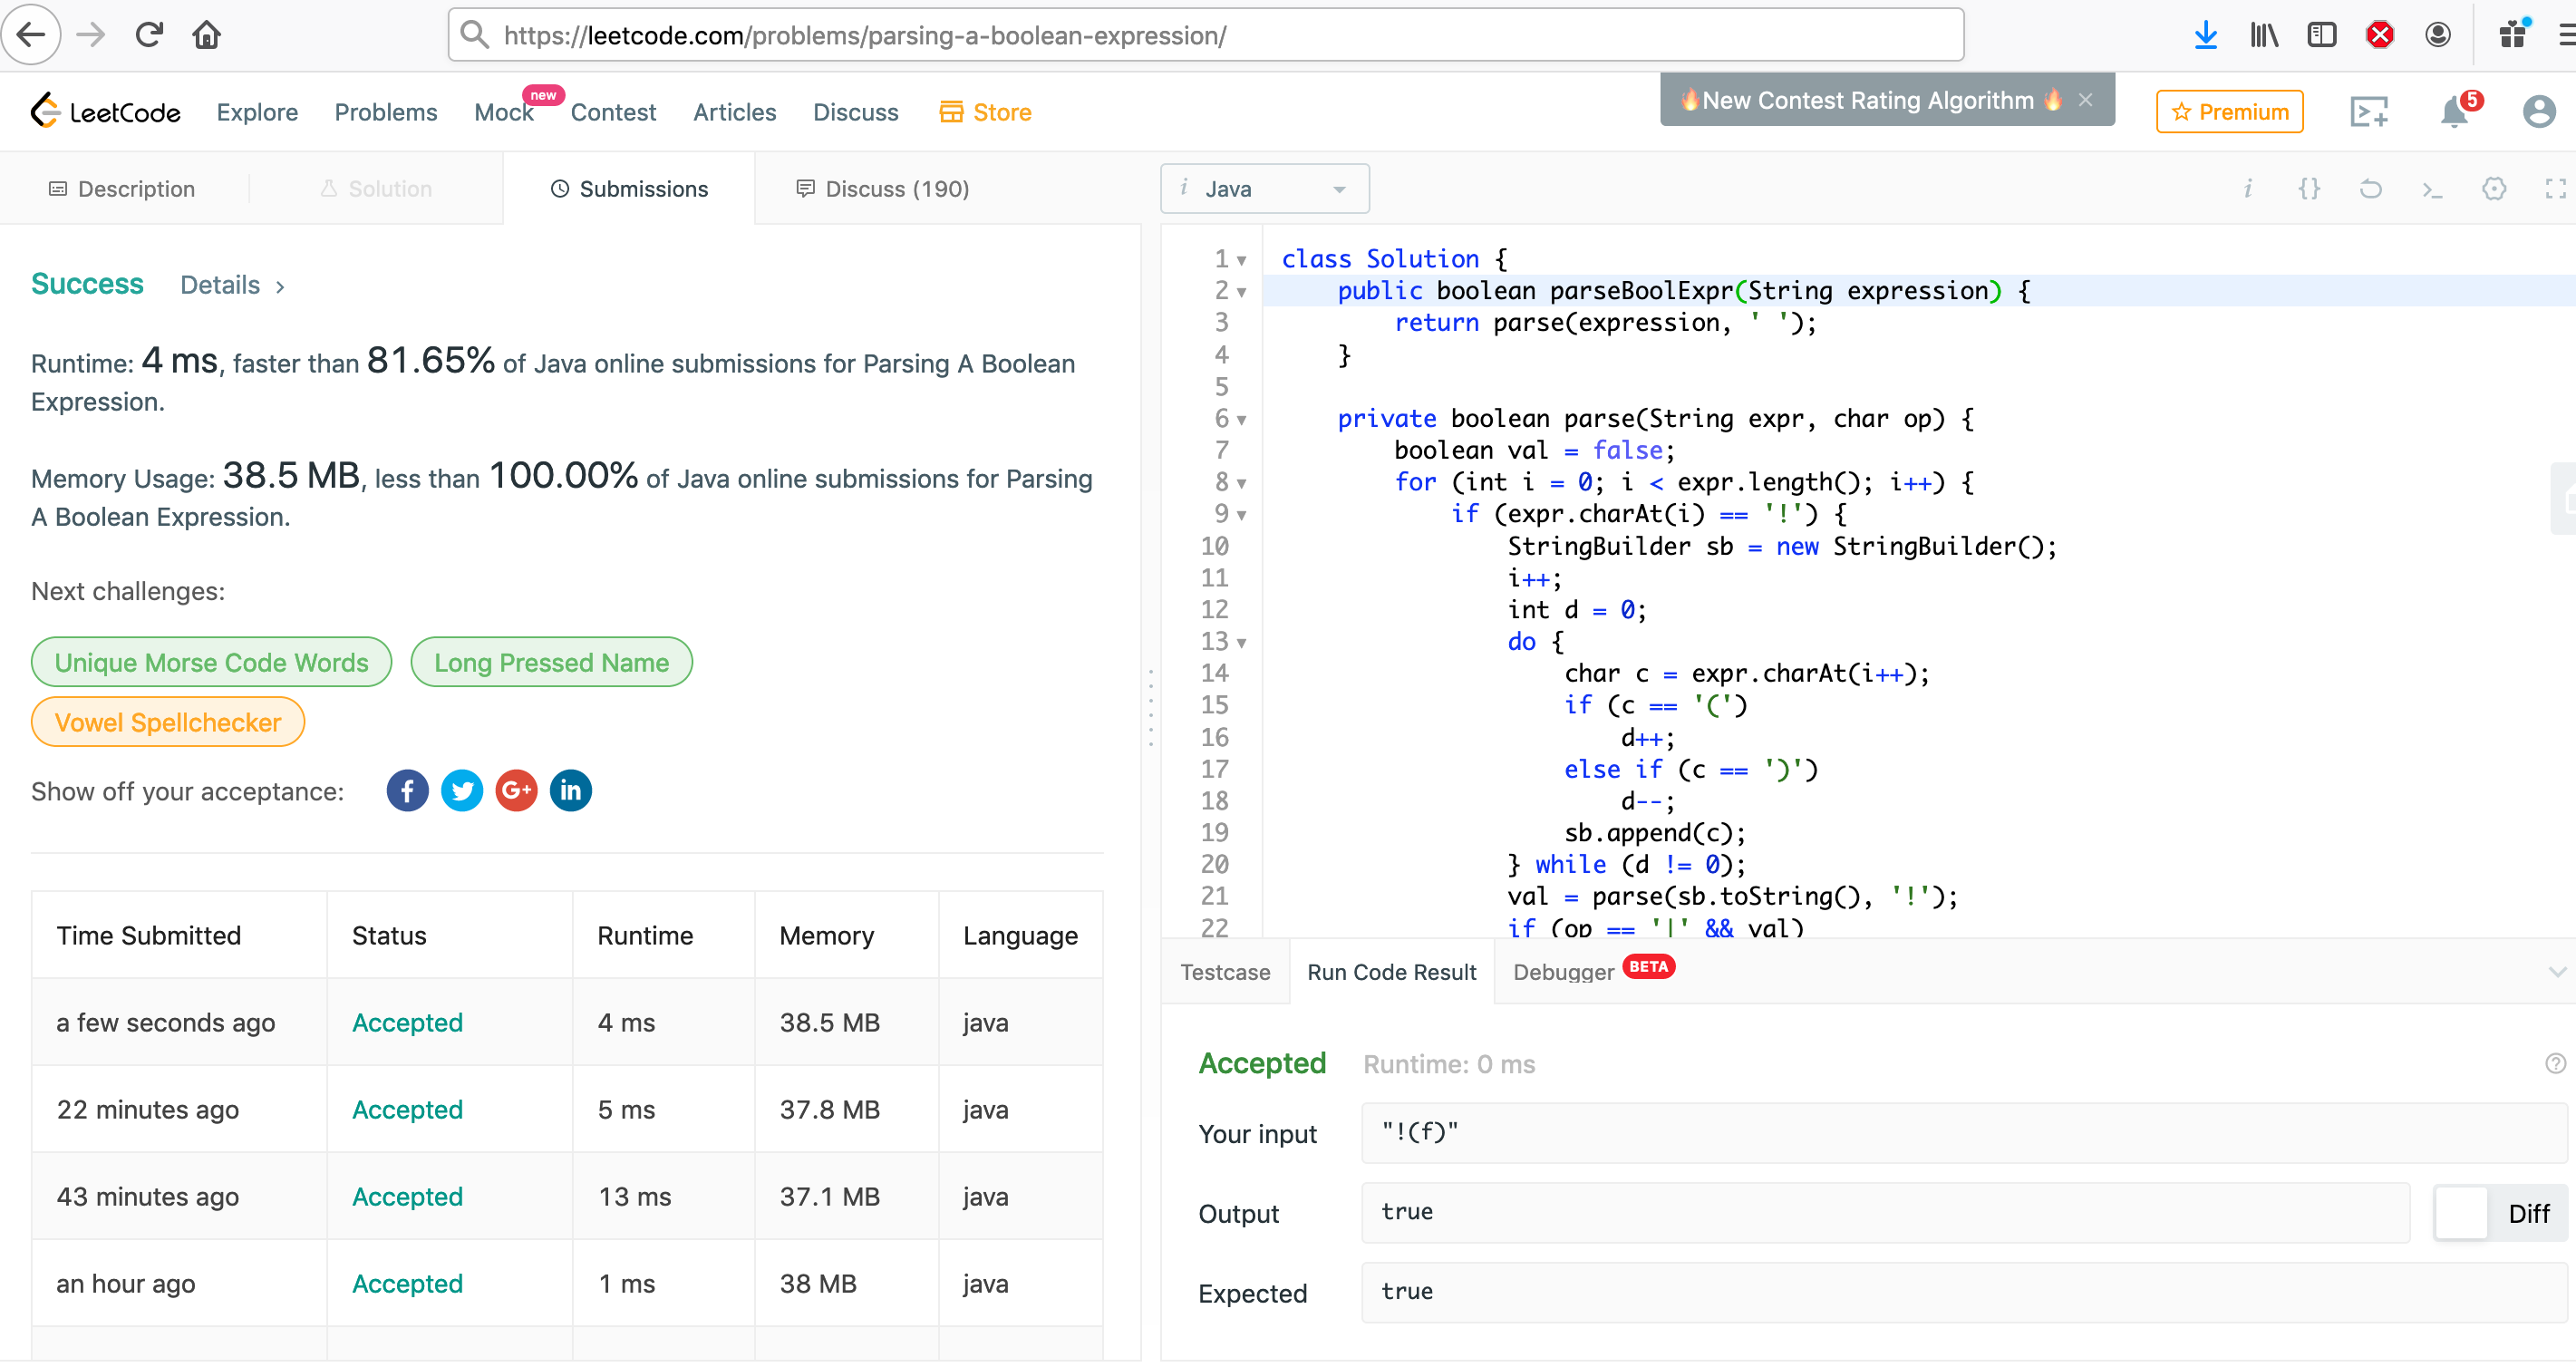 https://leetcode.com/problems/parsing-a-boolean-expression/
LeetCode
Explore
Problems
Mock
new
Contest
Articles
Discuss
Store
🔥New Contest Rating Algorithm 🔥 ×
Premium
5
Description
Solution
Submissions
Discuss (190)
i Java
Success
Details >
Runtime: 4 ms, faster than 81.65% of Java online submissions for Parsing A Boolean
Expression.
Memory Usage: 38.5 MB, less than 100.00% of Java online submissions for Parsing
A Boolean Expression.
Next challenges:
Unique Morse Code Words
Long Pressed Name
Vowel Spellchecker
Show off your acceptance:
Time Submitted Status Runtime Memory Language
a few seconds ago Accepted 4 ms 38.5 MB java
22 minutes ago Accepted 5 ms 37.8 MB java
43 minutes ago Accepted 13 ms 37.1 MB java
an hour ago Accepted 1 ms 38 MB java
1 class Solution {
2 public boolean parseBoolExpr(String expression) {
3 return parse(expression, ' ');
4 }
5
6 private boolean parse(String expr, char op) {
7 boolean val = false;
8 for (int i = 0; i < expr.length(); i++) {
9 if (expr.charAt(i) == '!') {
10 StringBuilder sb = new StringBuilder();
11 i++;
12 int d = 0;
13 do {
14 char c = expr.charAt(i++);
15 if (c == '(')
16 d++;
17 else if (c == ')')
18 d--;
19 sb.append(c);
20 } while (d != 0);
21 val = parse(sb.toString(), '!');
22 if (op == '|' && val)
Testcase
Run Code Result
Debugger BETA
Accepted Runtime: 0 ms
Your input "!(f)"
Output true
Diff
Expected true